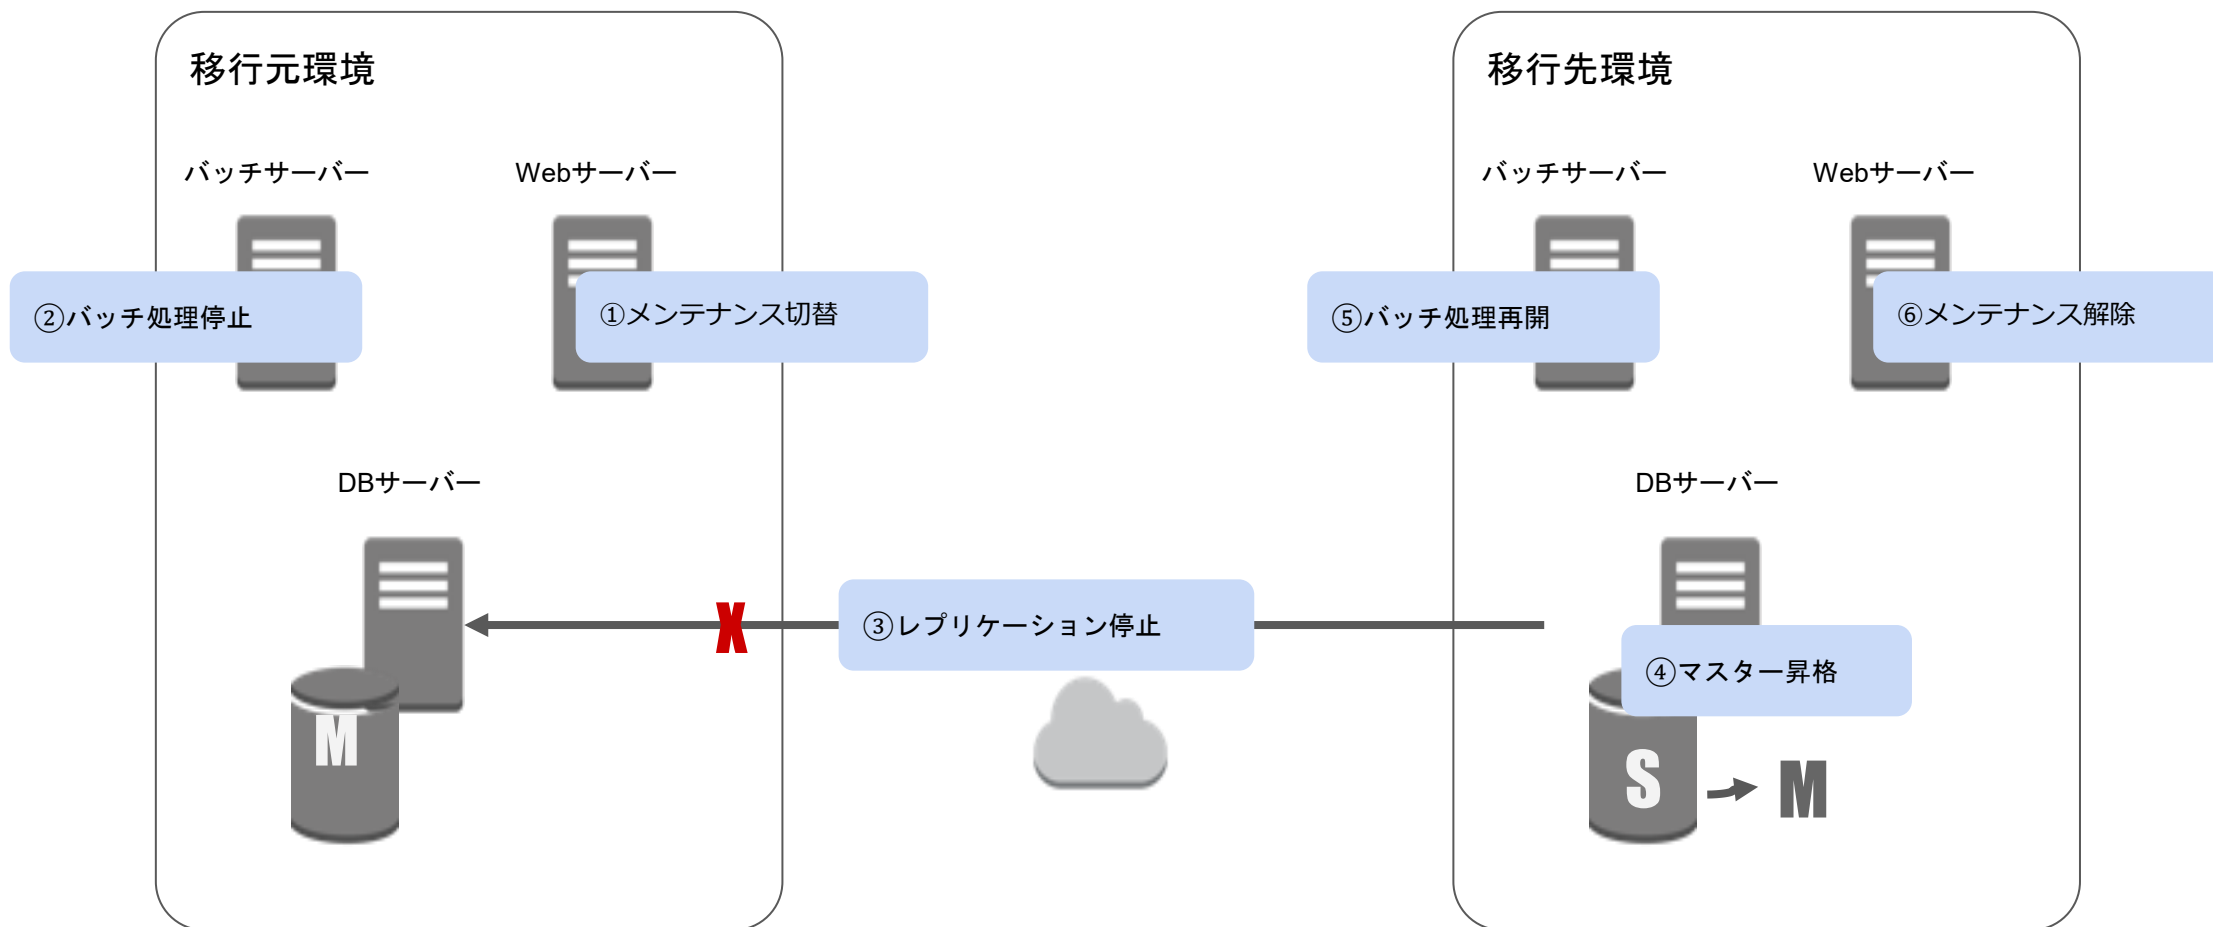 移行元環境
バッチサーバー
Webサーバー
②バッチ処理停止
①メンテナンス切替
DBサーバー
M
X
③レプリケーション停止
移行先環境
バッチサーバー
Webサーバー
⑤バッチ処理再開
⑥メンテナンス解除
DBサーバー
④マスター昇格
S
M